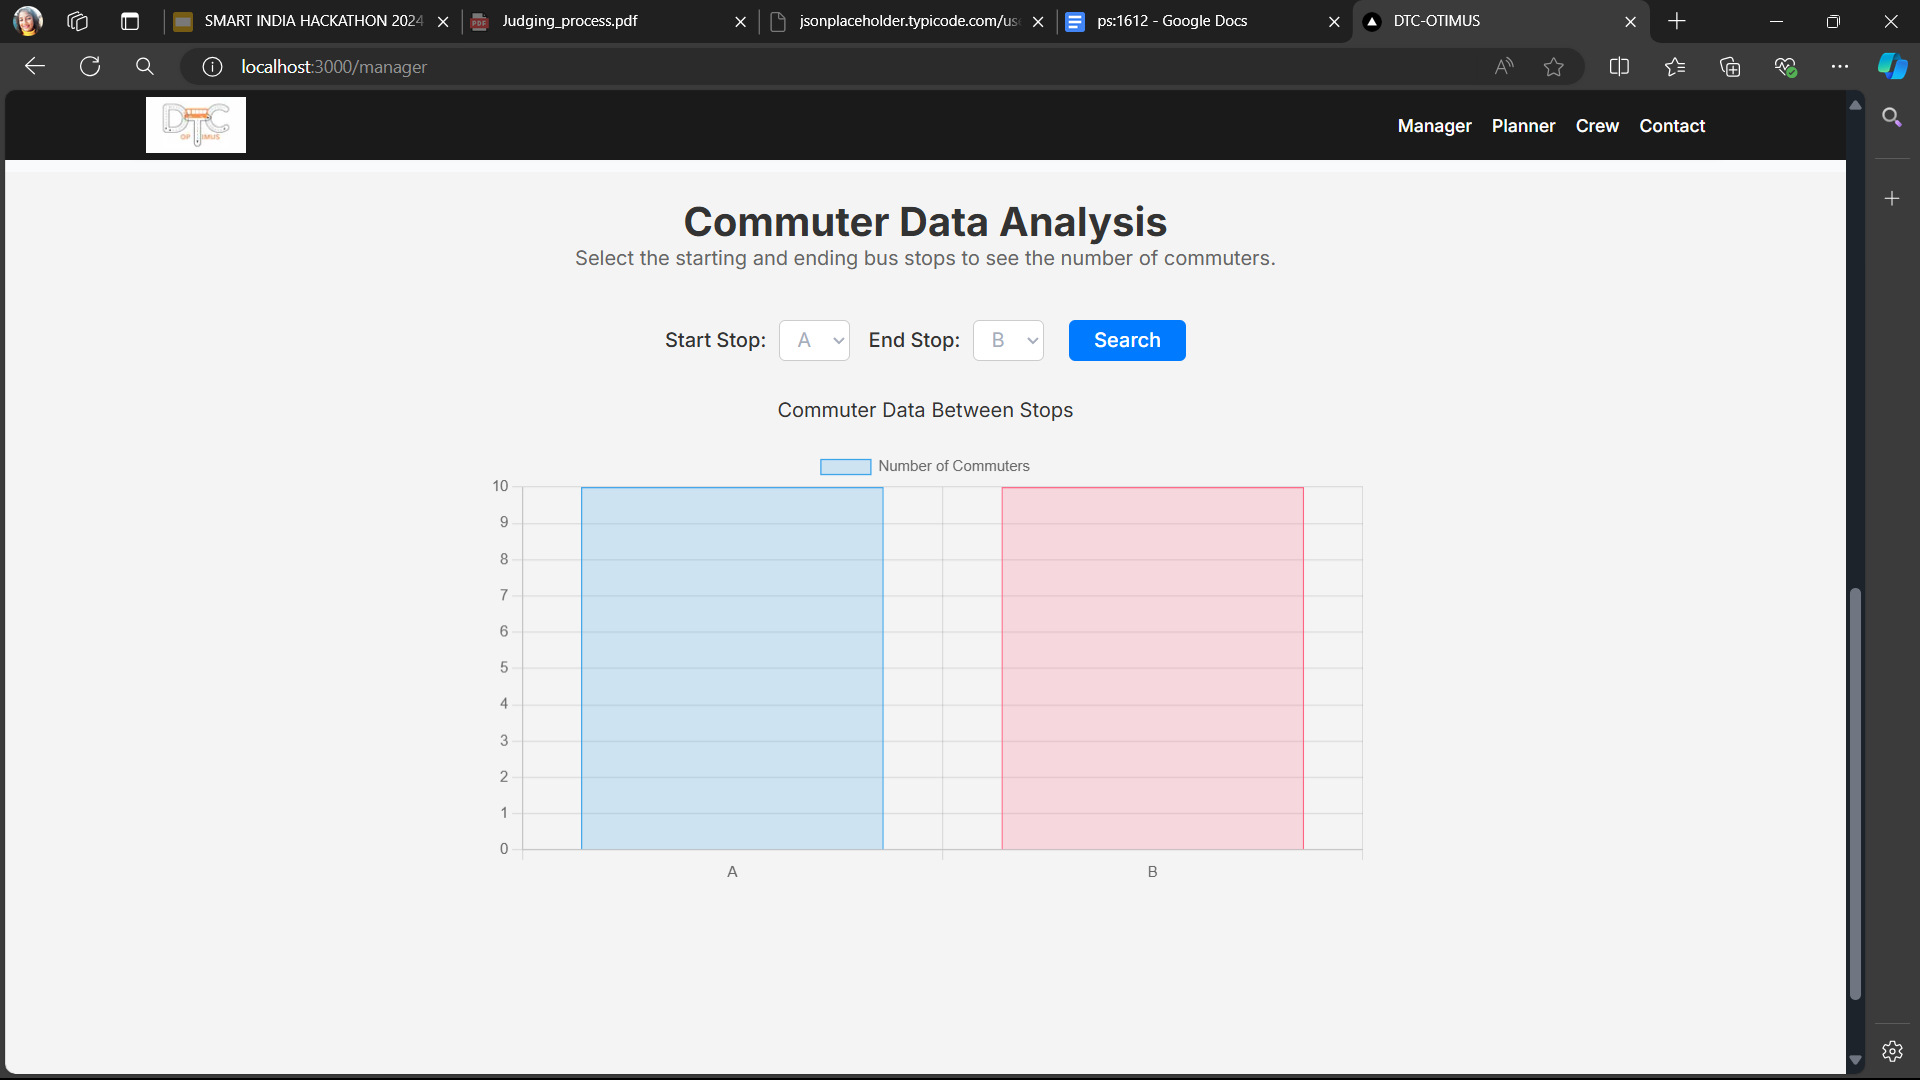 SMART INDIA HACKATHON 2024
Judging_process.pdf
jsonplaceholder.typicode.com/us
ps:1612 - Google Docs
DTC-OTIMUS
localhost:3000/manager
DTC
OP IMUS
Manager Planner Crew Contact
Commuter Data Analysis
Select the starting and ending bus stops to see the number of commuters.
Start Stop: A End Stop: B Search
Commuter Data Between Stops
Number of Commuters
10
9
8
7
6
5
4
3
2
1
0
A B